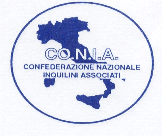 CO.N.I.A.
CONFEDERAZIONE NAZIONALE
INQUILINI ASSOCIATI